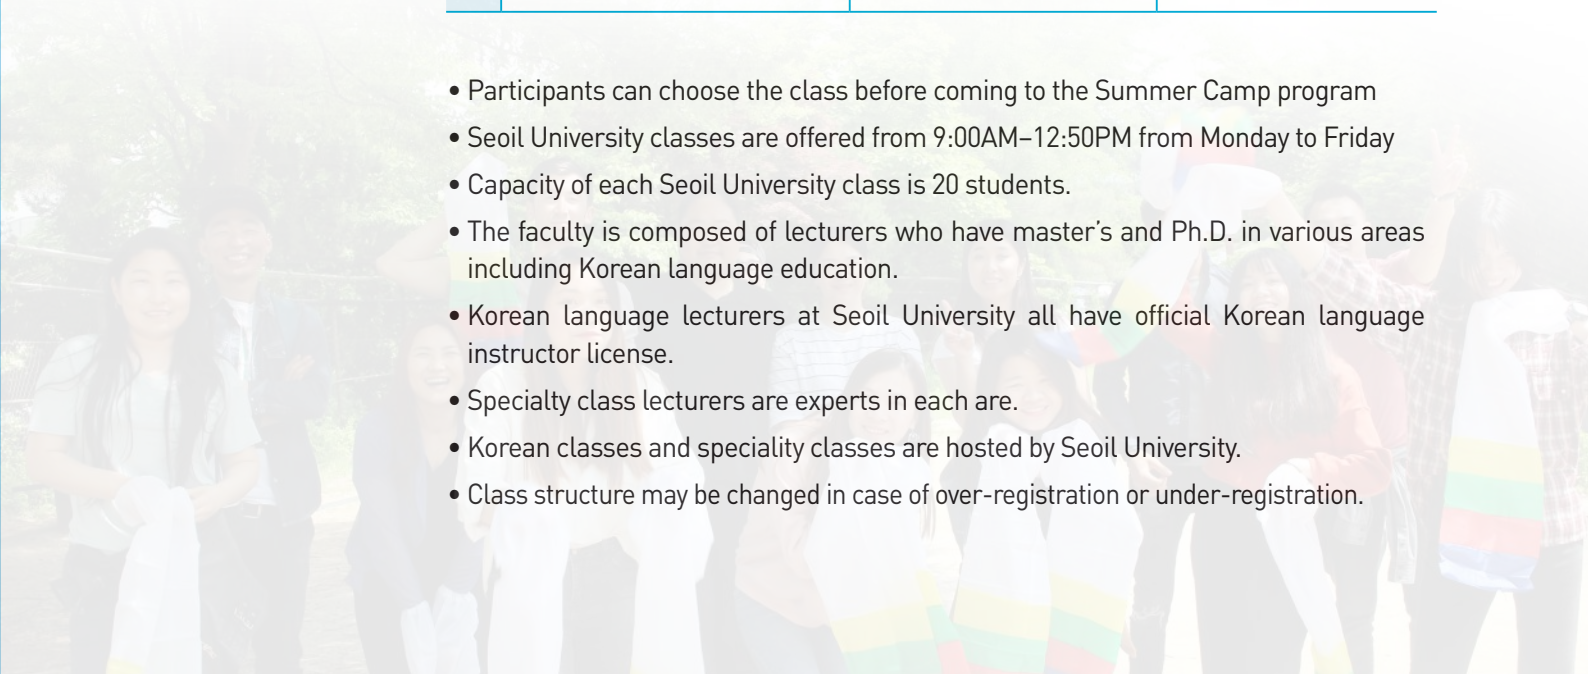 • Participants can choose the class before coming to the Summer Camp program
• Seoil University classes are offered from 9:00AM–12:50PM from Monday to Friday
• Capacity of each Seoil University class is 20 students.
• The faculty is composed of lecturers who have master's and Ph.D. in various areas
including Korean language education.
• Korean language lecturers at Seoil University all have official Korean language
instructor license.
• Specialty class lecturers are experts in each are.
• Korean classes and speciality classes are hosted by Seoil University.
• Class structure may be changed in case of over-registration or under-registration.